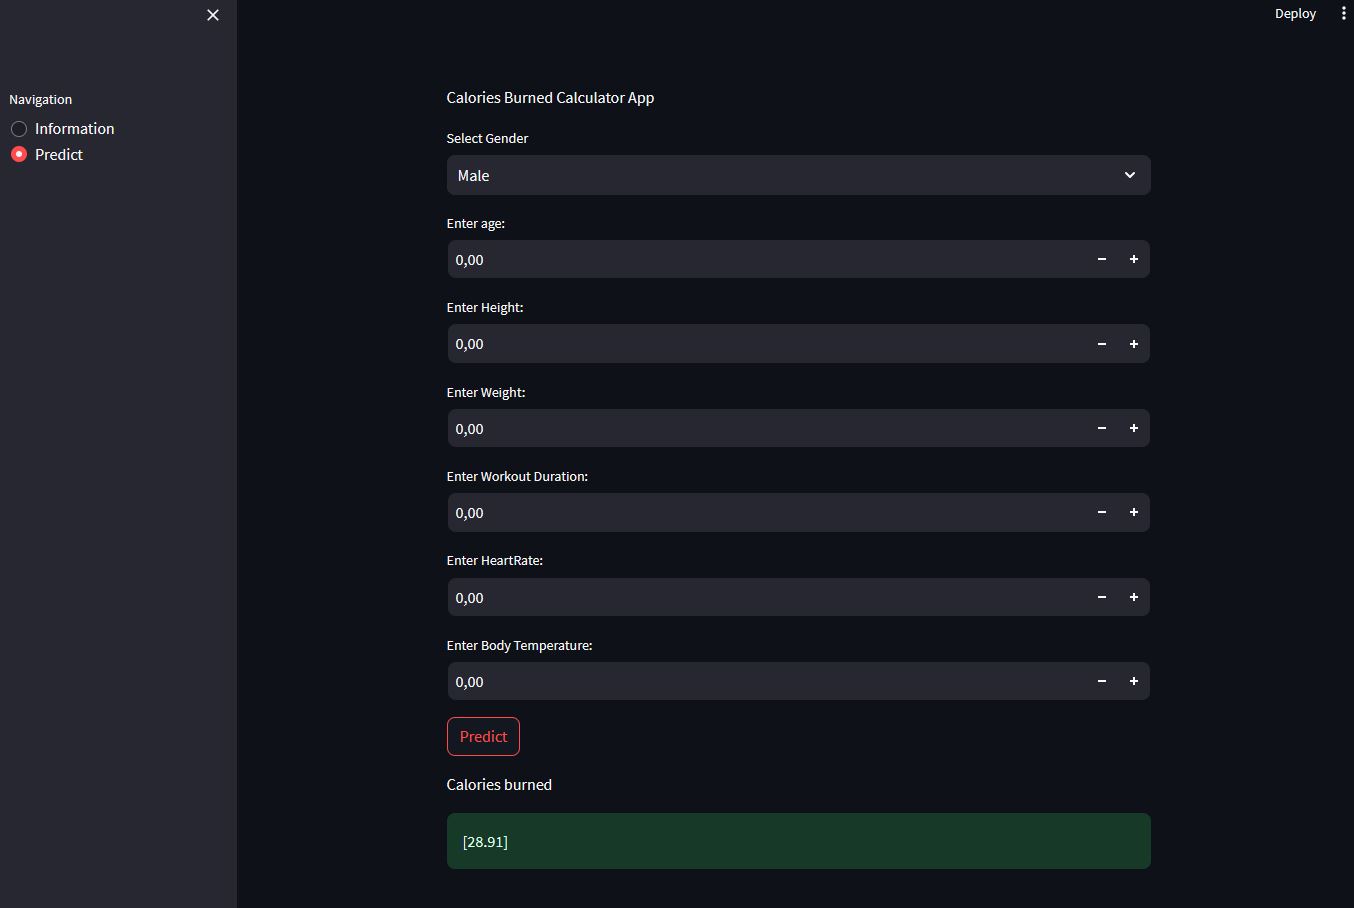 Deploy
Navigation
Information
Predict
Calories Burned Calculator App
Select Gender
Male
Enter age:
0,00
Enter Height:
0,00
Enter Weight:
0,00
Enter Workout Duration:
0,00
Enter HeartRate:
0,00
Enter Body Temperature:
0,00
Predict
Calories burned
[28.91]